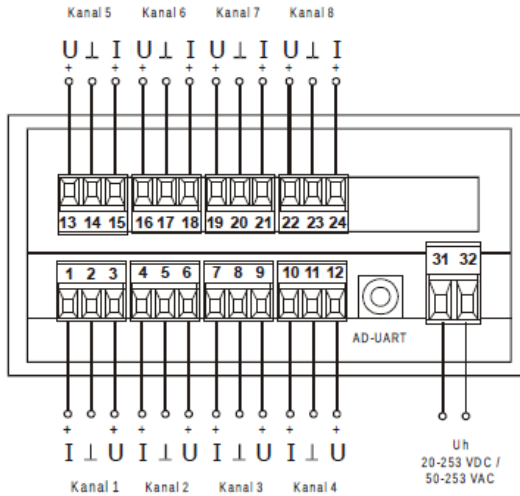 Kanal 5 Kanal 6 Kanal 7 Kanal 8
U ⊥ I U ⊥ I U ⊥ I U ⊥ I
+ + + + + + + +
13 14 15 16 17 18 19 20 21 22 23 24
1 2 3 4 5 6 7 8 9 10 11 12 31 32
AD-UART
+ + + + + + + +
I ⊥ U I ⊥ U I ⊥ U I ⊥ U
Kanal 1 Kanal 2 Kanal 3 Kanal 4
Uh
20-253 VDC /
50-253 VAC